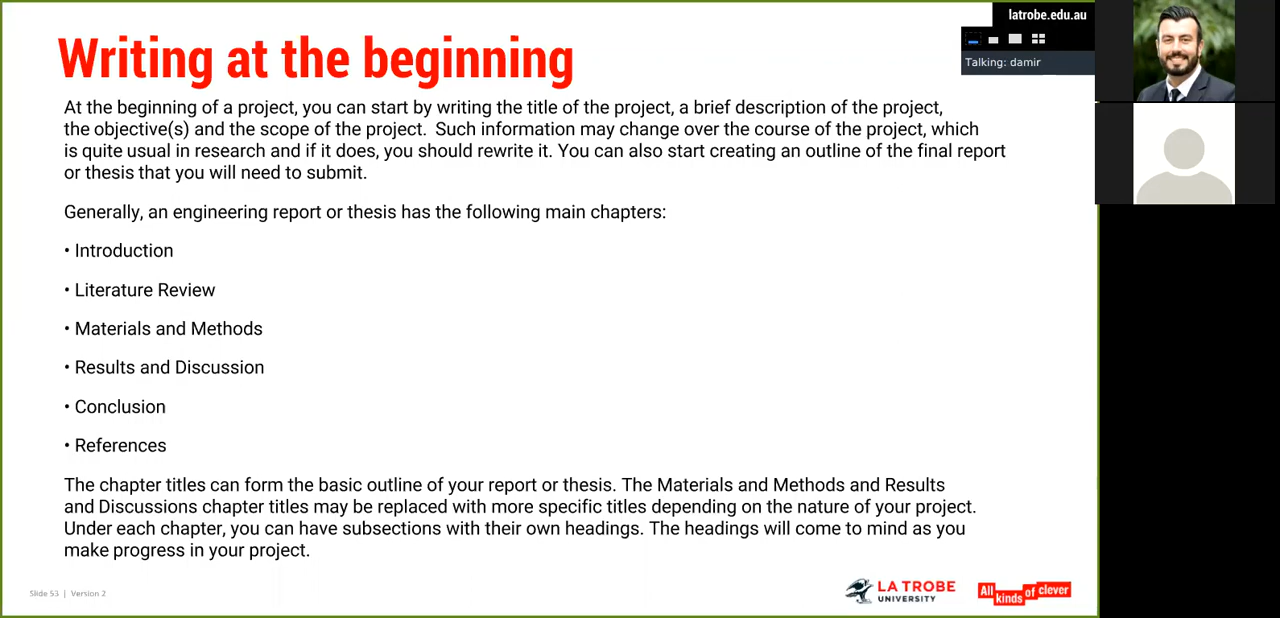 latrobe.edu.au
Talking: damir
Writing at the beginning
At the beginning of a project, you can start by writing the title of the project, a brief description of the project,
the objective(s) and the scope of the project.  Such information may change over the course of the project, which
is quite usual in research and if it does, you should rewrite it. You can also start creating an outline of the final report
or thesis that you will need to submit.
Generally, an engineering report or thesis has the following main chapters:
• Introduction
• Literature Review
• Materials and Methods
• Results and Discussion
• Conclusion
• References
The chapter titles can form the basic outline of your report or thesis. The Materials and Methods and Results
and Discussions chapter titles may be replaced with more specific titles depending on the nature of your project.
Under each chapter, you can have subsections with their own headings. The headings will come to mind as you
make progress in your project.
Slide 53 | Version 2
LA TROBE
UNIVERSITY
All kinds of clever